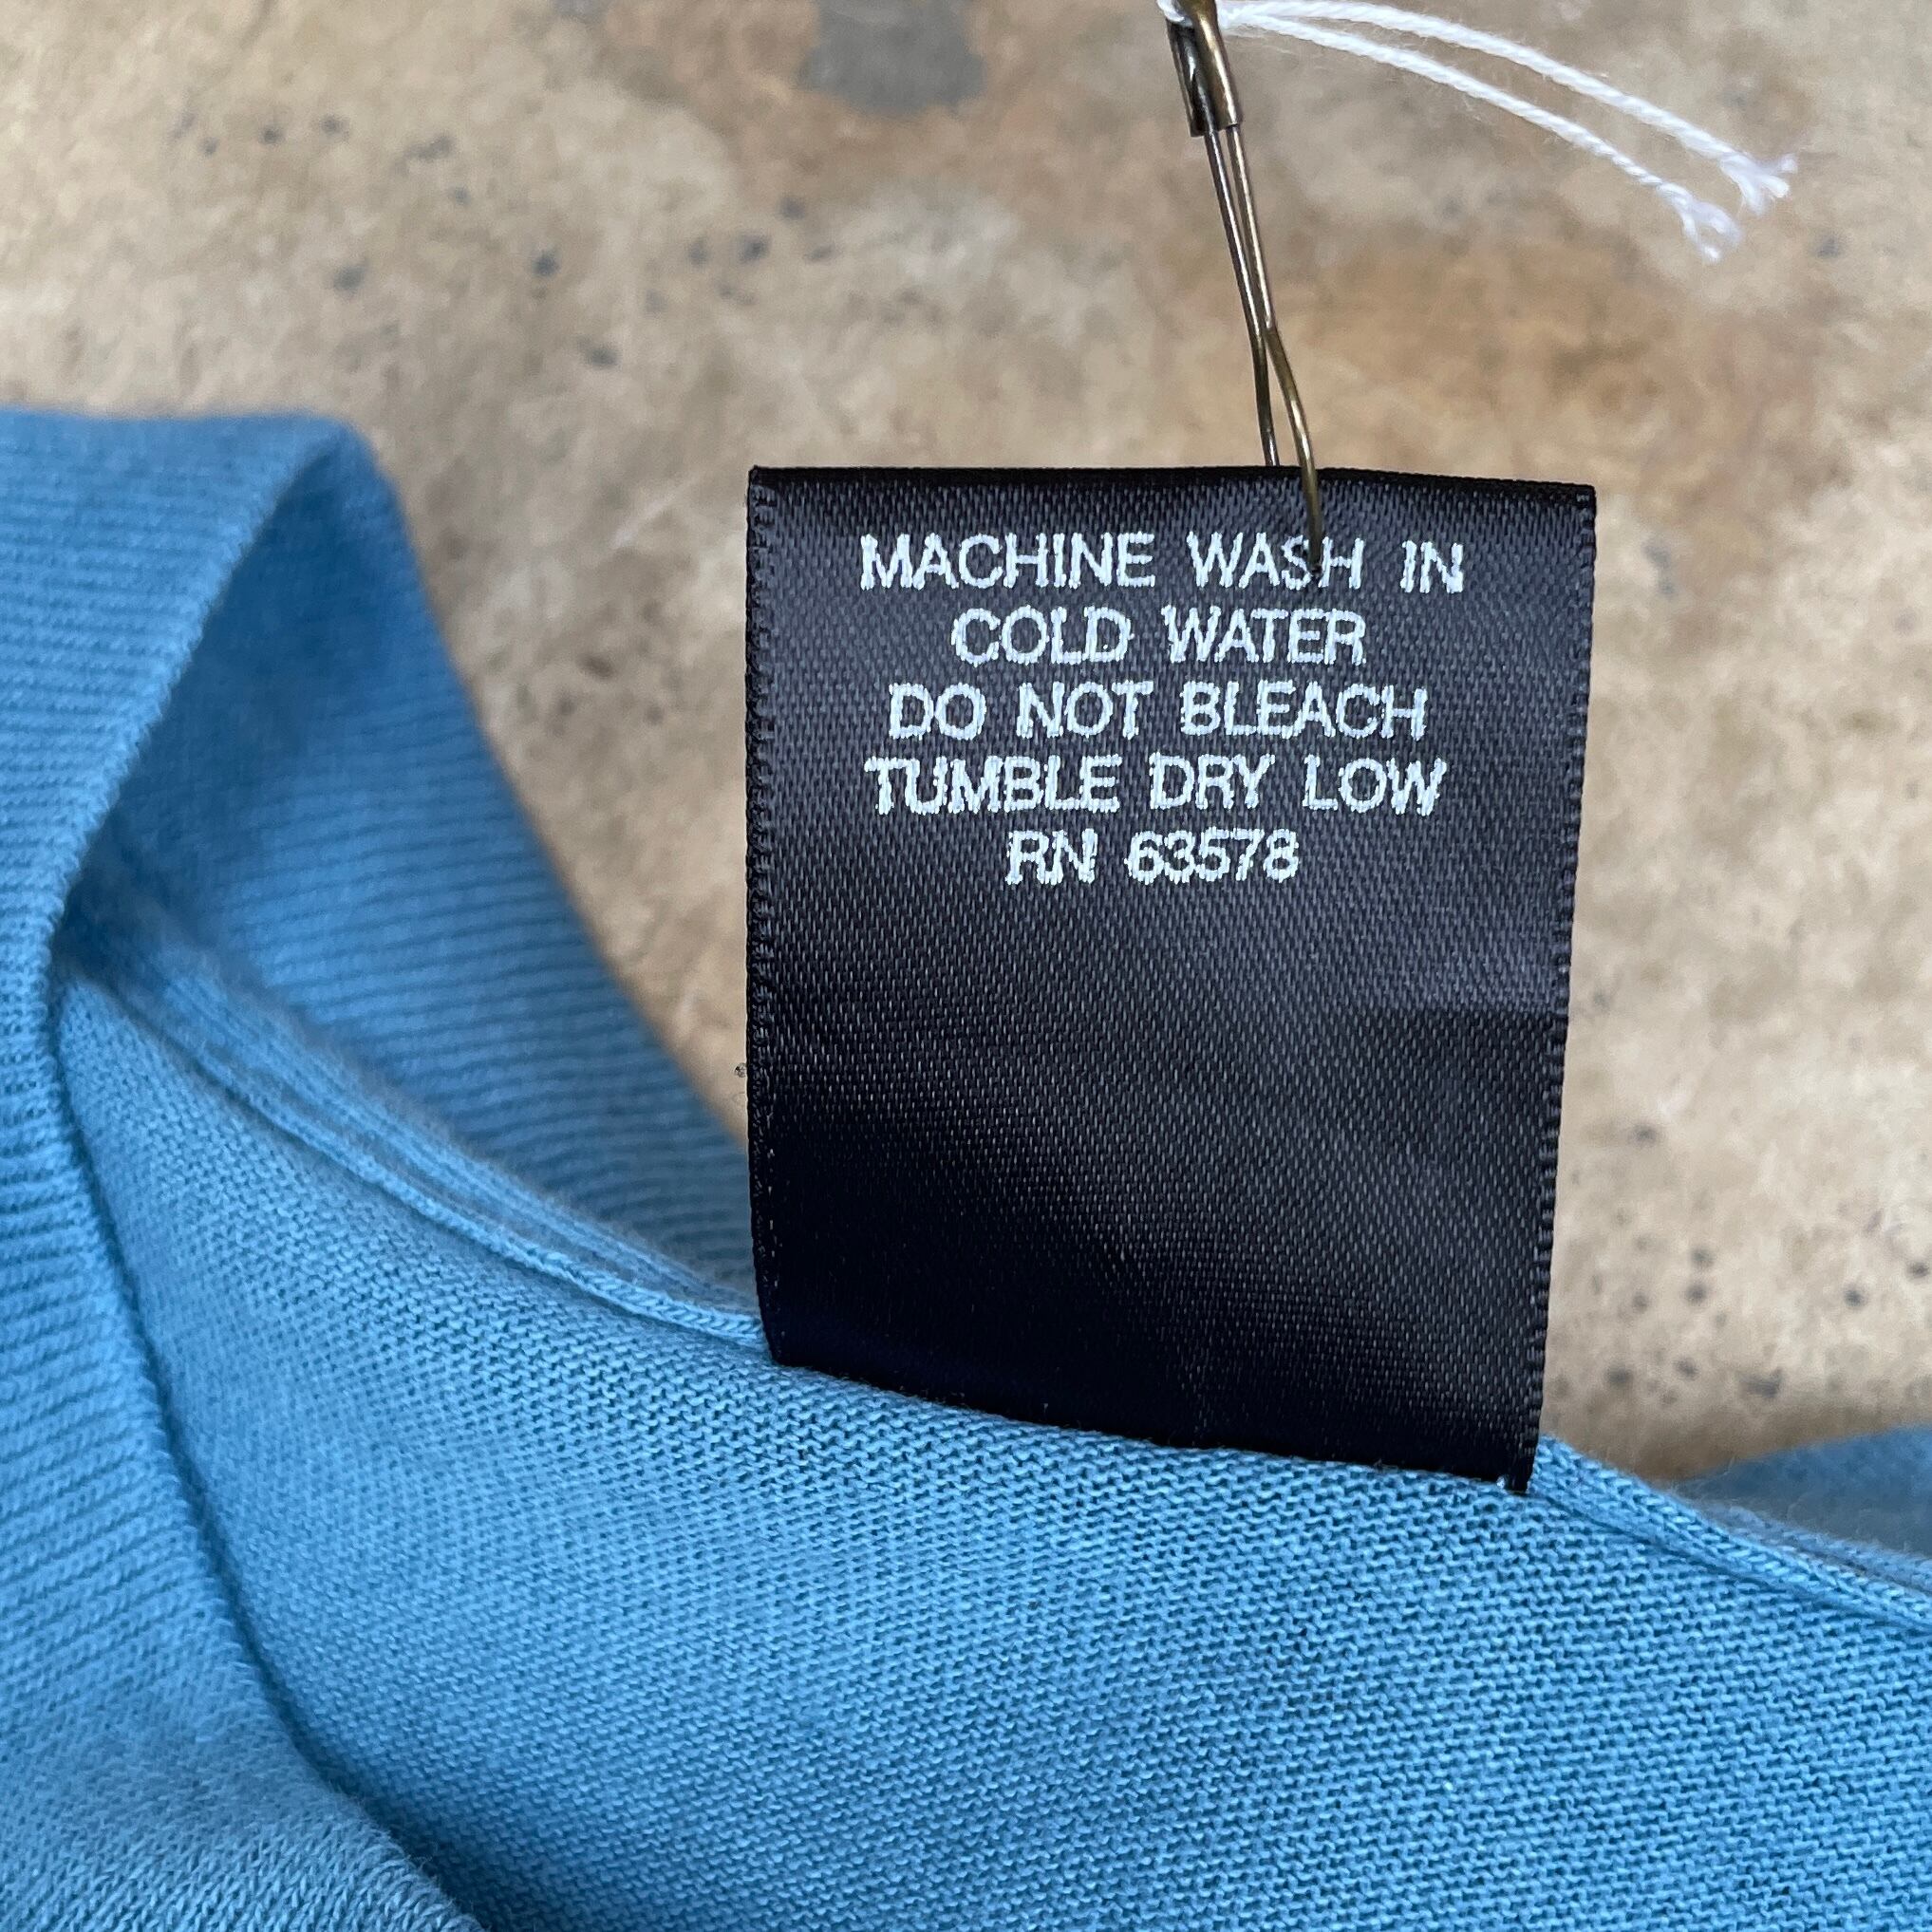 MACHINE WASH IN
COLD WATER
DO NOT BLEACH
TUMBLE DRY LOW
RN 63578